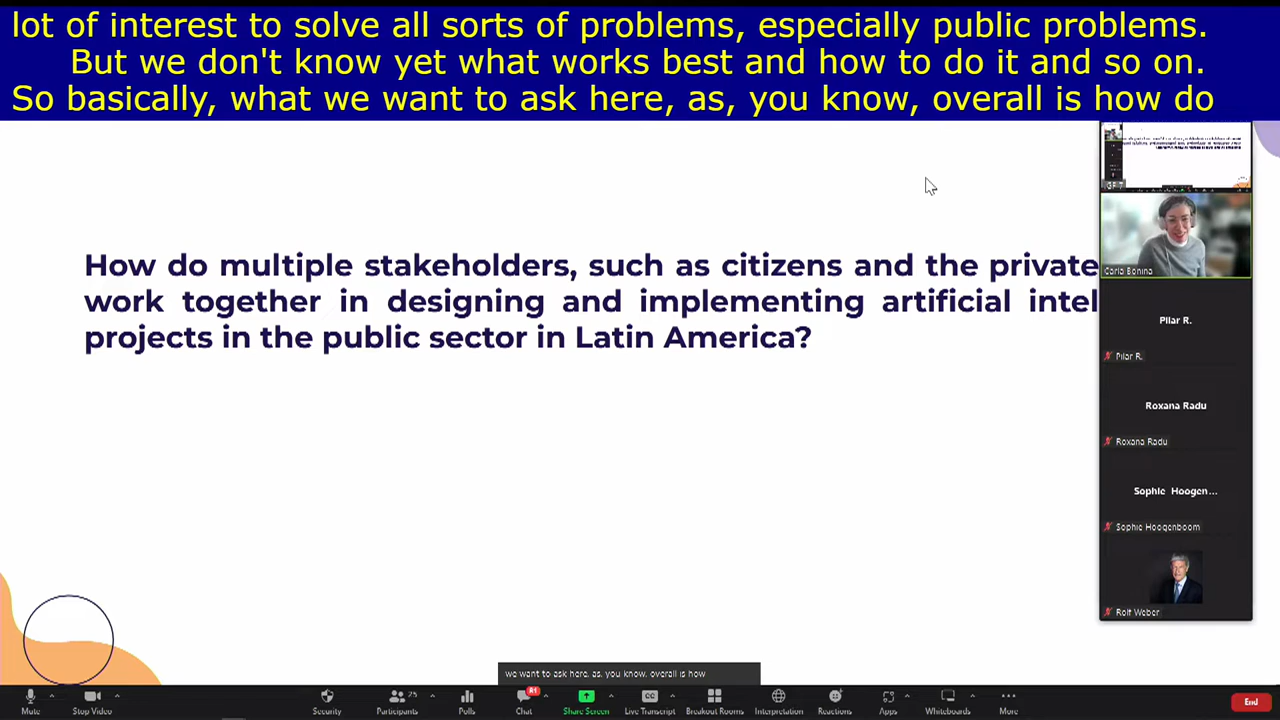 lot of interest to solve all sorts of problems, especially public problems.
But we don't know yet what works best and how to do it and so on.
So basically, what we want to ask here, as, you know, overall is how do
How do multiple stakeholders, such as citizens and the private
work together in designing and implementing artificial intel
projects in the public sector in Latin America?
IGF 7
Carla Bonina
Pilar R.
Pilar R.
Roxana Radu
Roxana Radu
Sophie Hoogen...
Sophie Hoogenboom
Rolf Weber
we want to ask here, as, you know, overall is how
Mute
Stop Video
Security
Participants
Polls
Chat
Share Screen
Live Transcript
Breakout Rooms
Interpretation
Reactions
Apps
Whiteboards
More
End